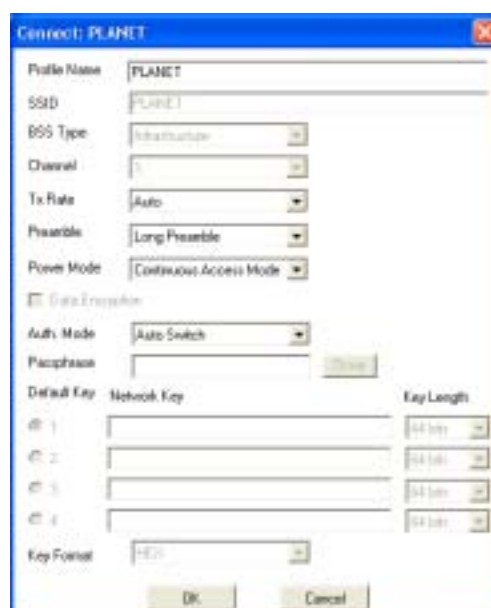 Connect: PLANET
Profile Name PLANET
SSID PLANET
BSS Type Infrastructure
Channel
Tx Rate Auto
Preamble Long Preamble
Power Mode Continuous Access Mode
Data Encryption
Auth. Mode Auto Switch
Passphrase
Default Key Network Key Key Length
1 64 bits
2 64 bits
3 64 bits
4 64 bits
Key Format HEX
OK Cancel